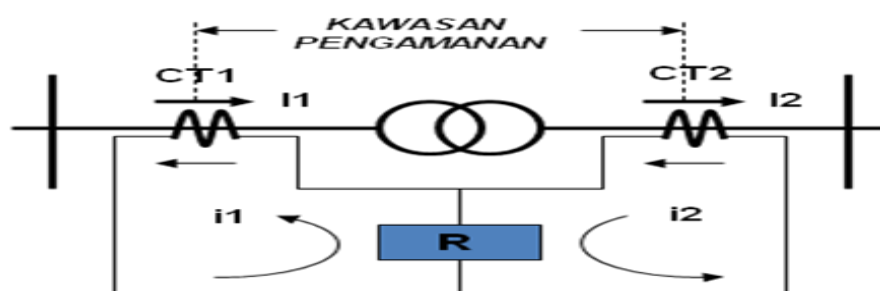 KAWASAN
PENGAMANAN
CT1
CT2
I1
I2
i1
i2
R